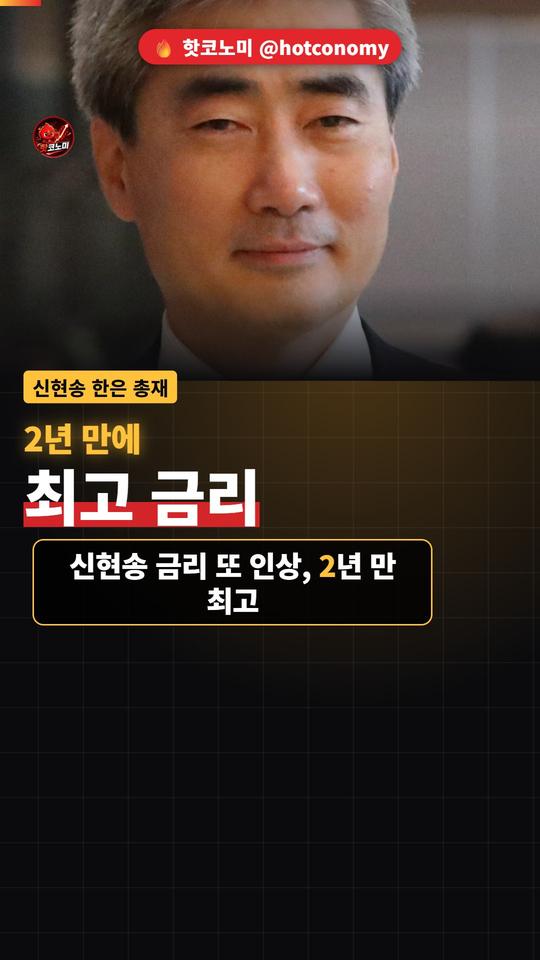 🔥 핫코노미 @hotconomy
핫코노미
신현송 한은 총재
2년 만에
최고 금리
신현송 금리 또 인상, 2년 만
최고